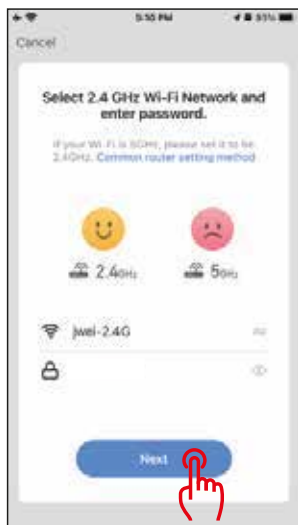 5:55 PM
Cancel
Select 2.4 GHz Wi-Fi Network and
enter password.
If your Wi-Fi is 5GHz, please set it to be
2.4GHz. Common router setting method
2.4GHz
5GHz
jwei-2.4G
Next